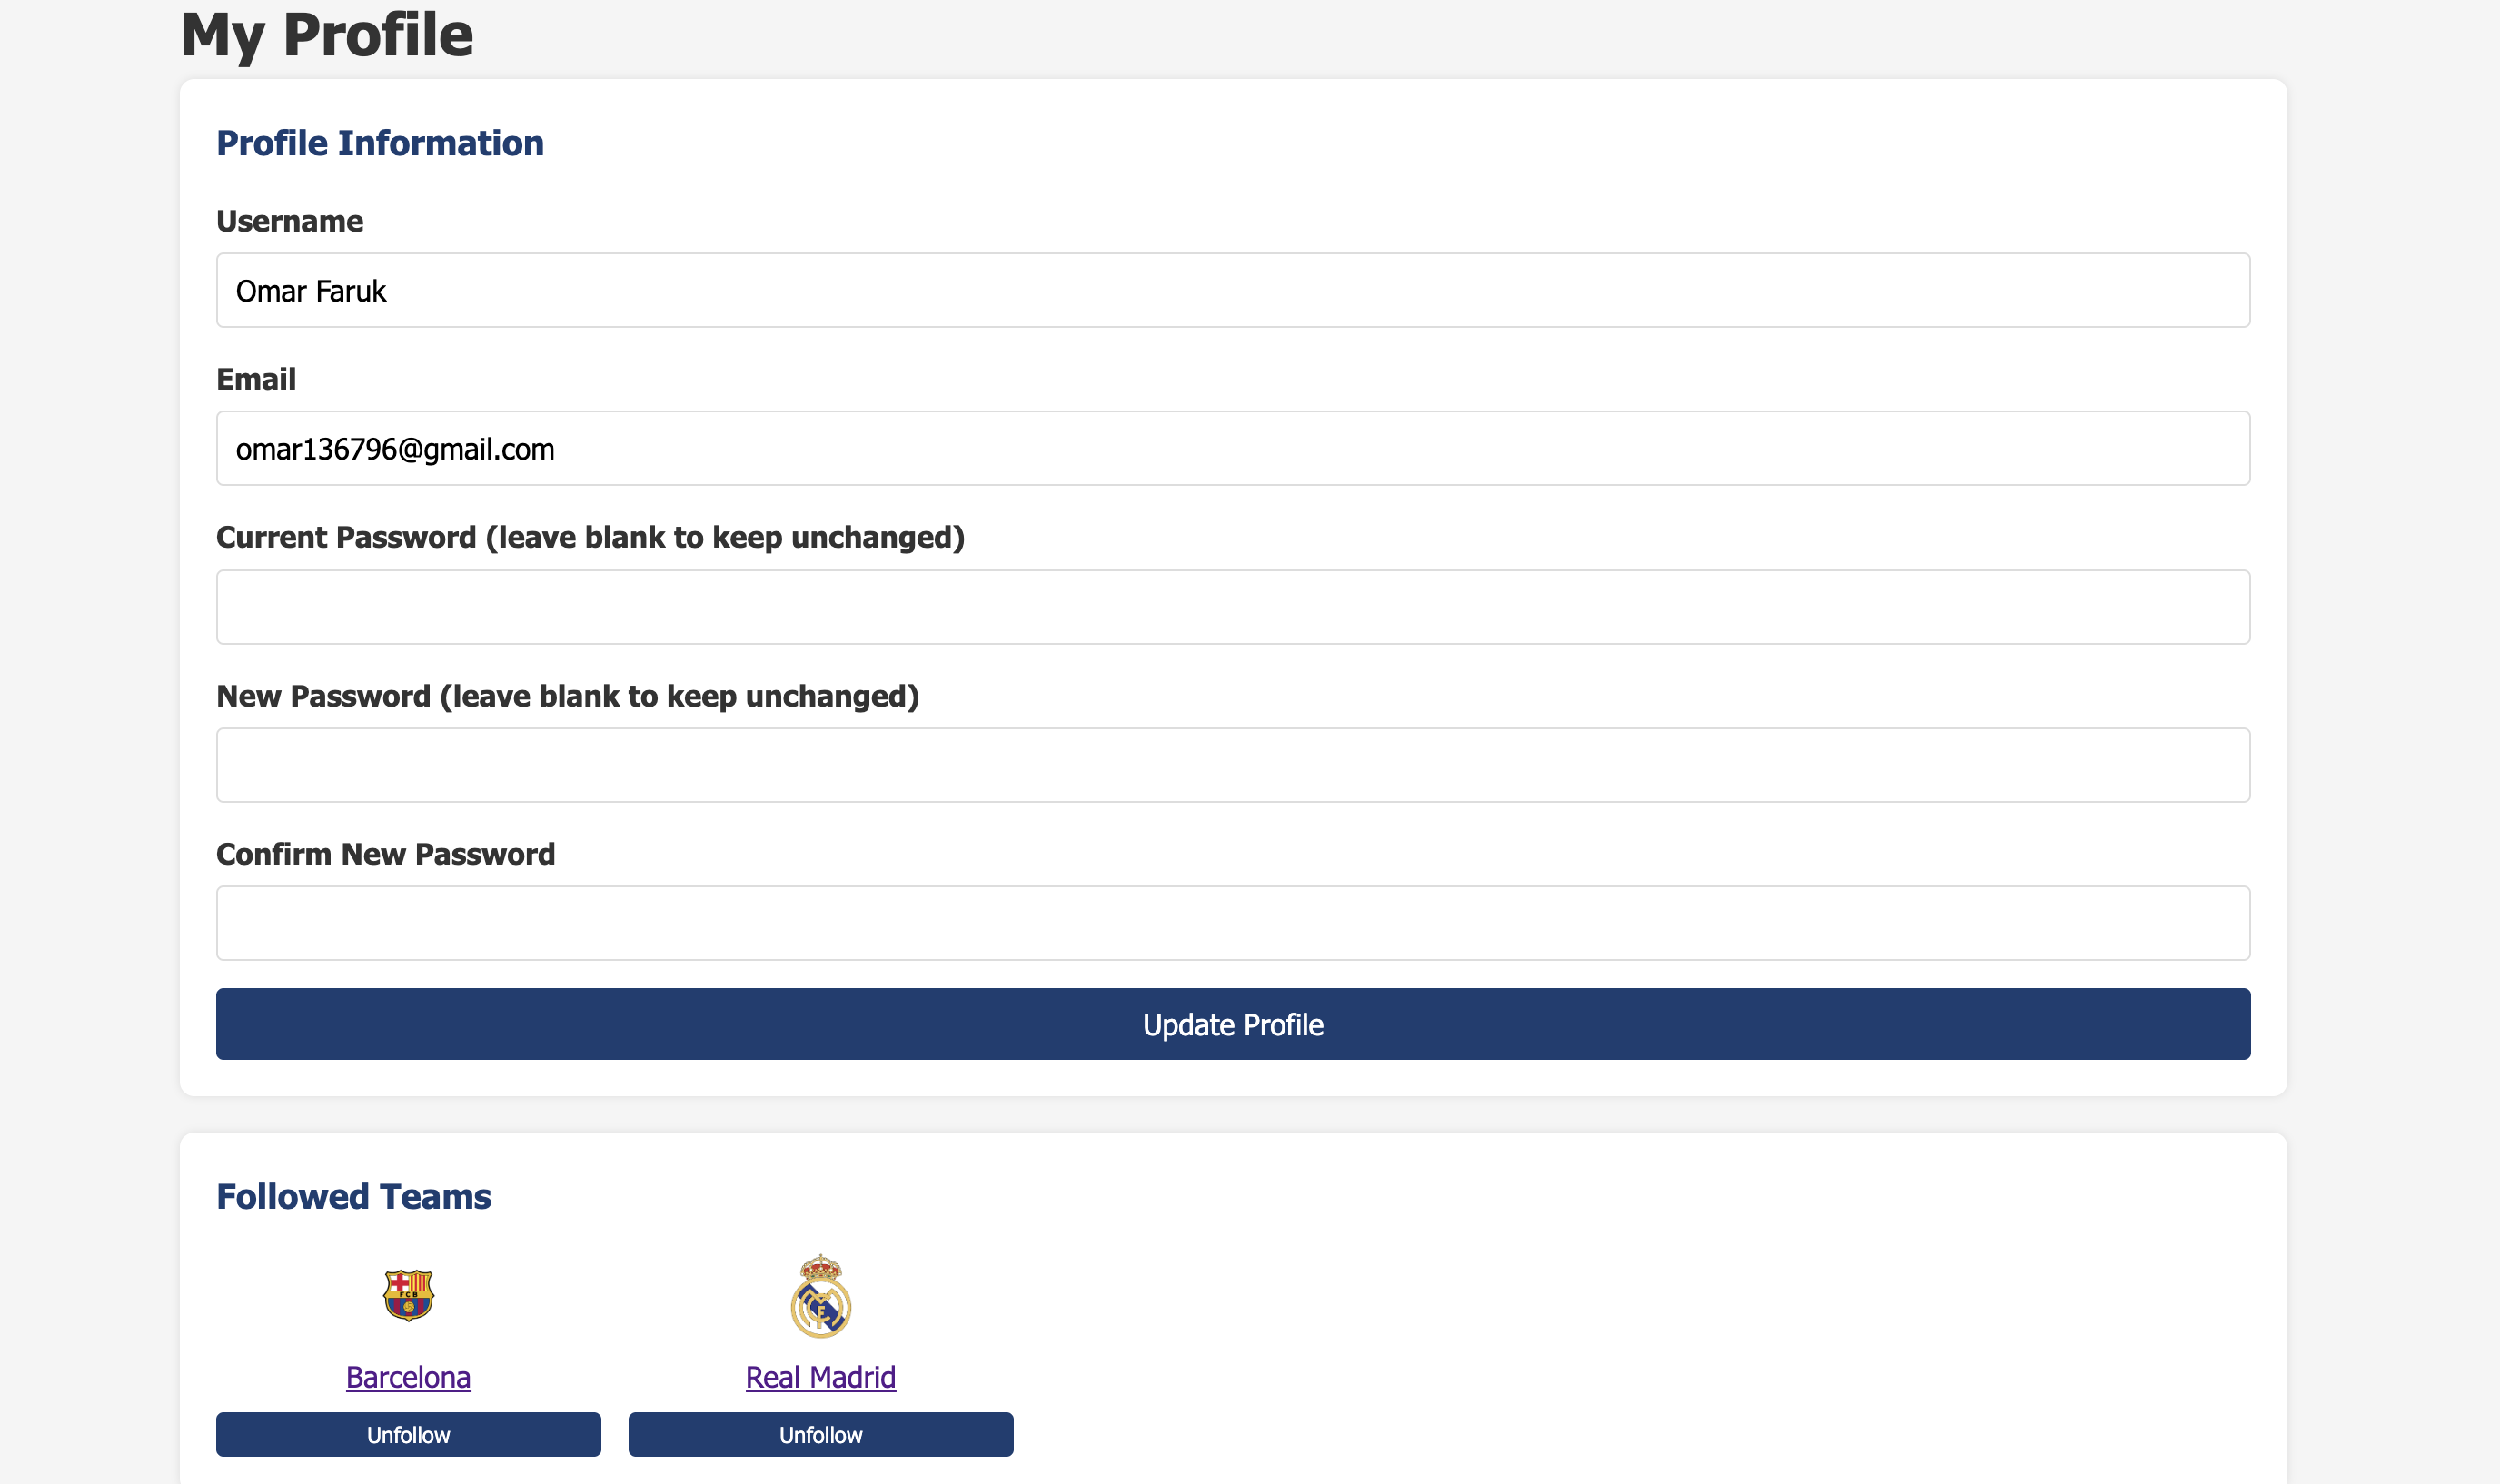 My Profile
Profile Information
Username
Omar Faruk
Email
omar136796@gmail.com
Current Password (leave blank to keep unchanged)
New Password (leave blank to keep unchanged)
Confirm New Password
Update Profile
Followed Teams
FCB
Barcelona Real Madrid
Unfollow Unfollow